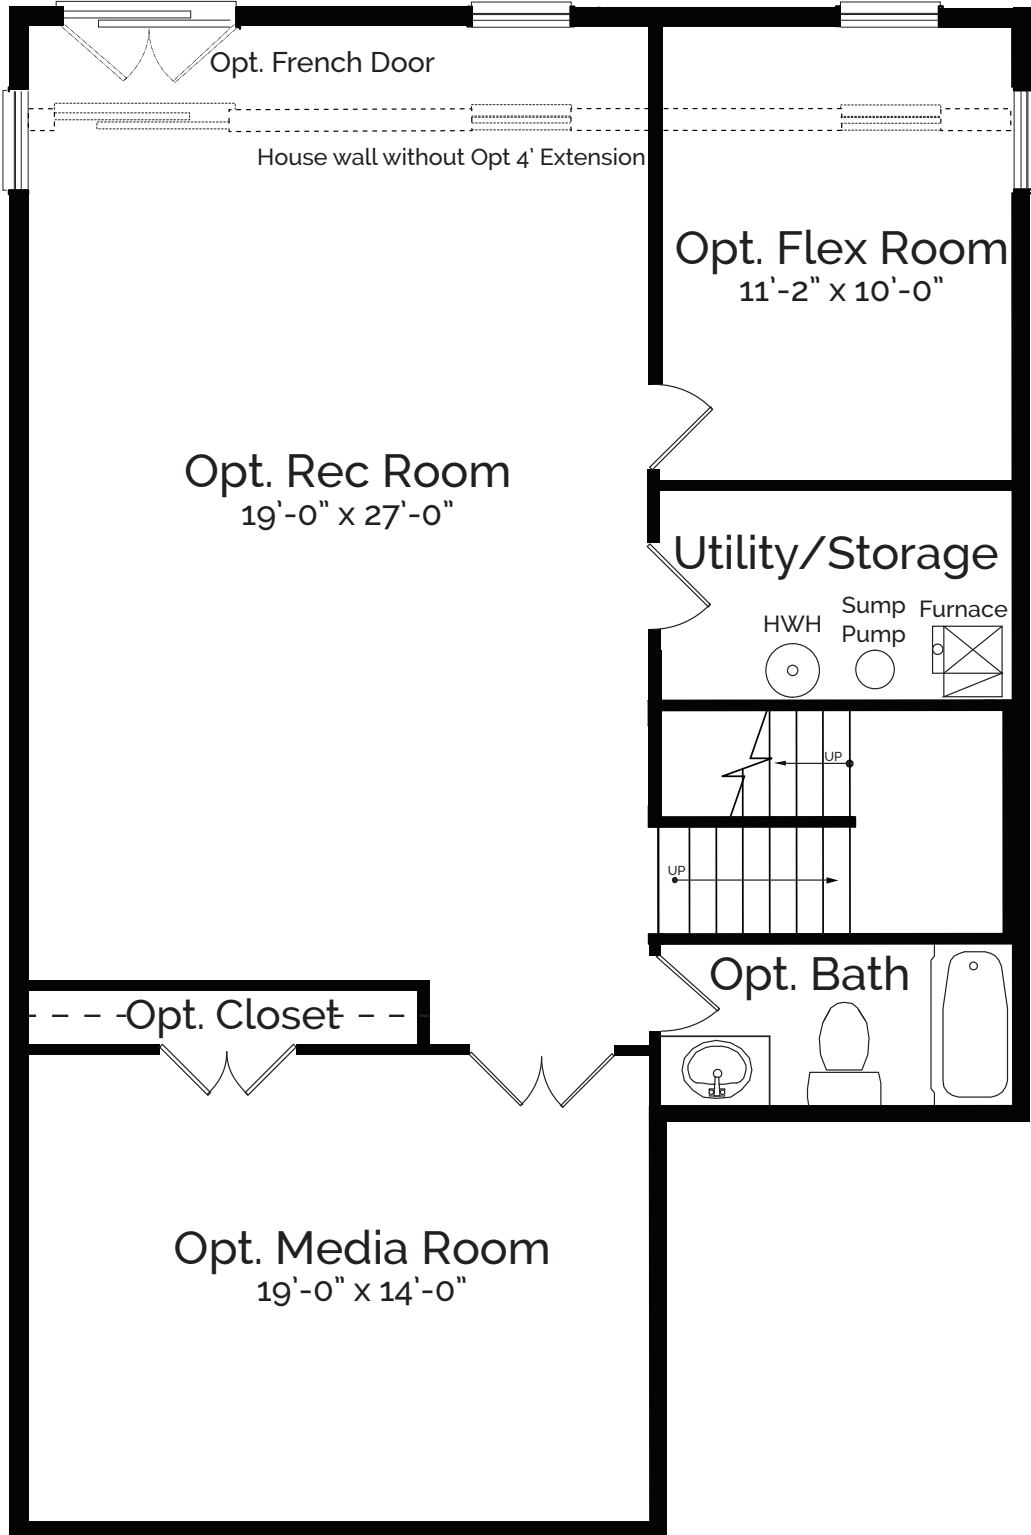 Opt. French Door
House wall without Opt 4' Extension
Opt. Flex Room
11'-2" x 10'-0"
Opt. Rec Room
19'-0" x 27'-0"
Utility/Storage
HWH
Sump
Pump
Furnace
UP
UP
Opt. Bath
Opt. Closet
Opt. Media Room
19'-0" x 14'-0"